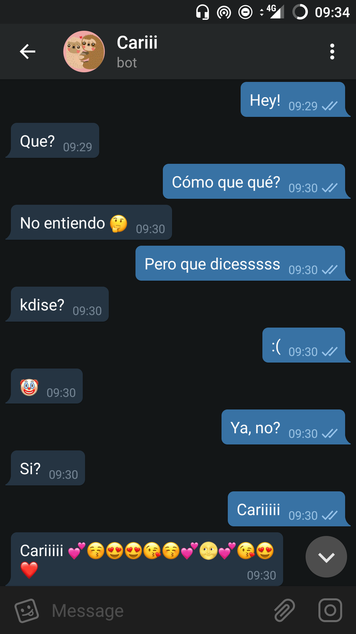 4G 09:34
Cariii
bot
Hey! 09:29
Que? 09:29
Cómo que qué? 09:30
No entiendo 🤔 09:30
Pero que dicesssss 09:30
kdise? 09:30
:( 09:30
🤡 09:30
Ya, no? 09:30
Si? 09:30
Cariiiii 09:30
Cariiiii 💕😚😍😍😘😚💕🌝💕😘😍
❤️ 09:30
Message